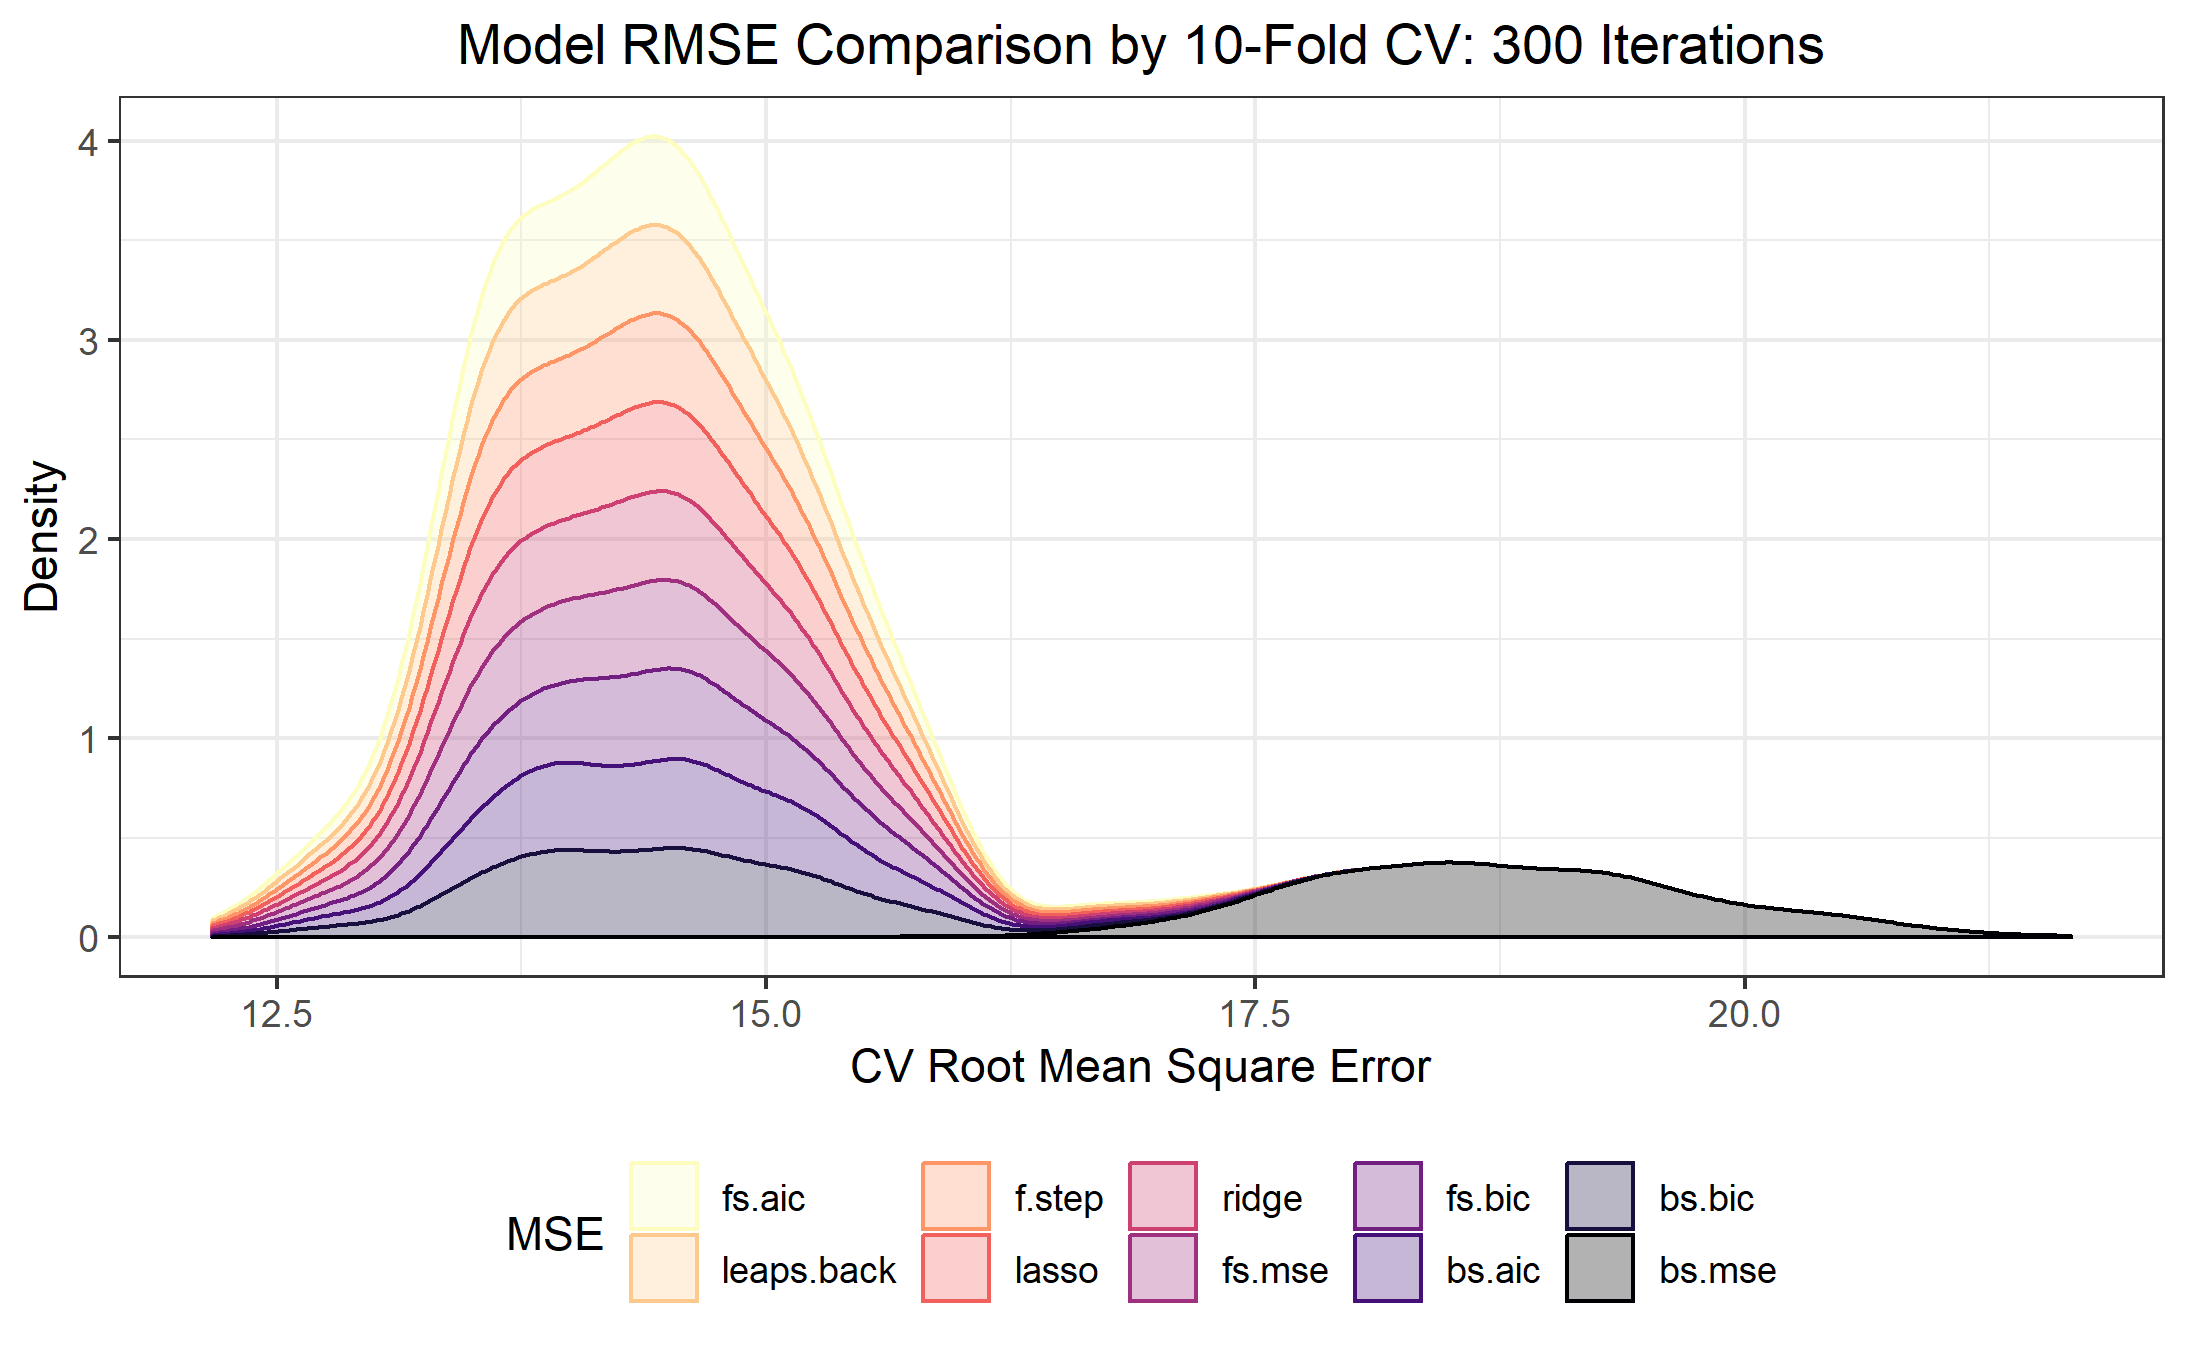 Model RMSE Comparison by 10-Fold CV: 300 Iterations
Density
4
3
2
1
0
12.5 15.0 17.5 20.0
CV Root Mean Square Error
MSE
fs.aic f.step ridge fs.bic bs.bic
leaps.back lasso fs.mse bs.aic bs.mse